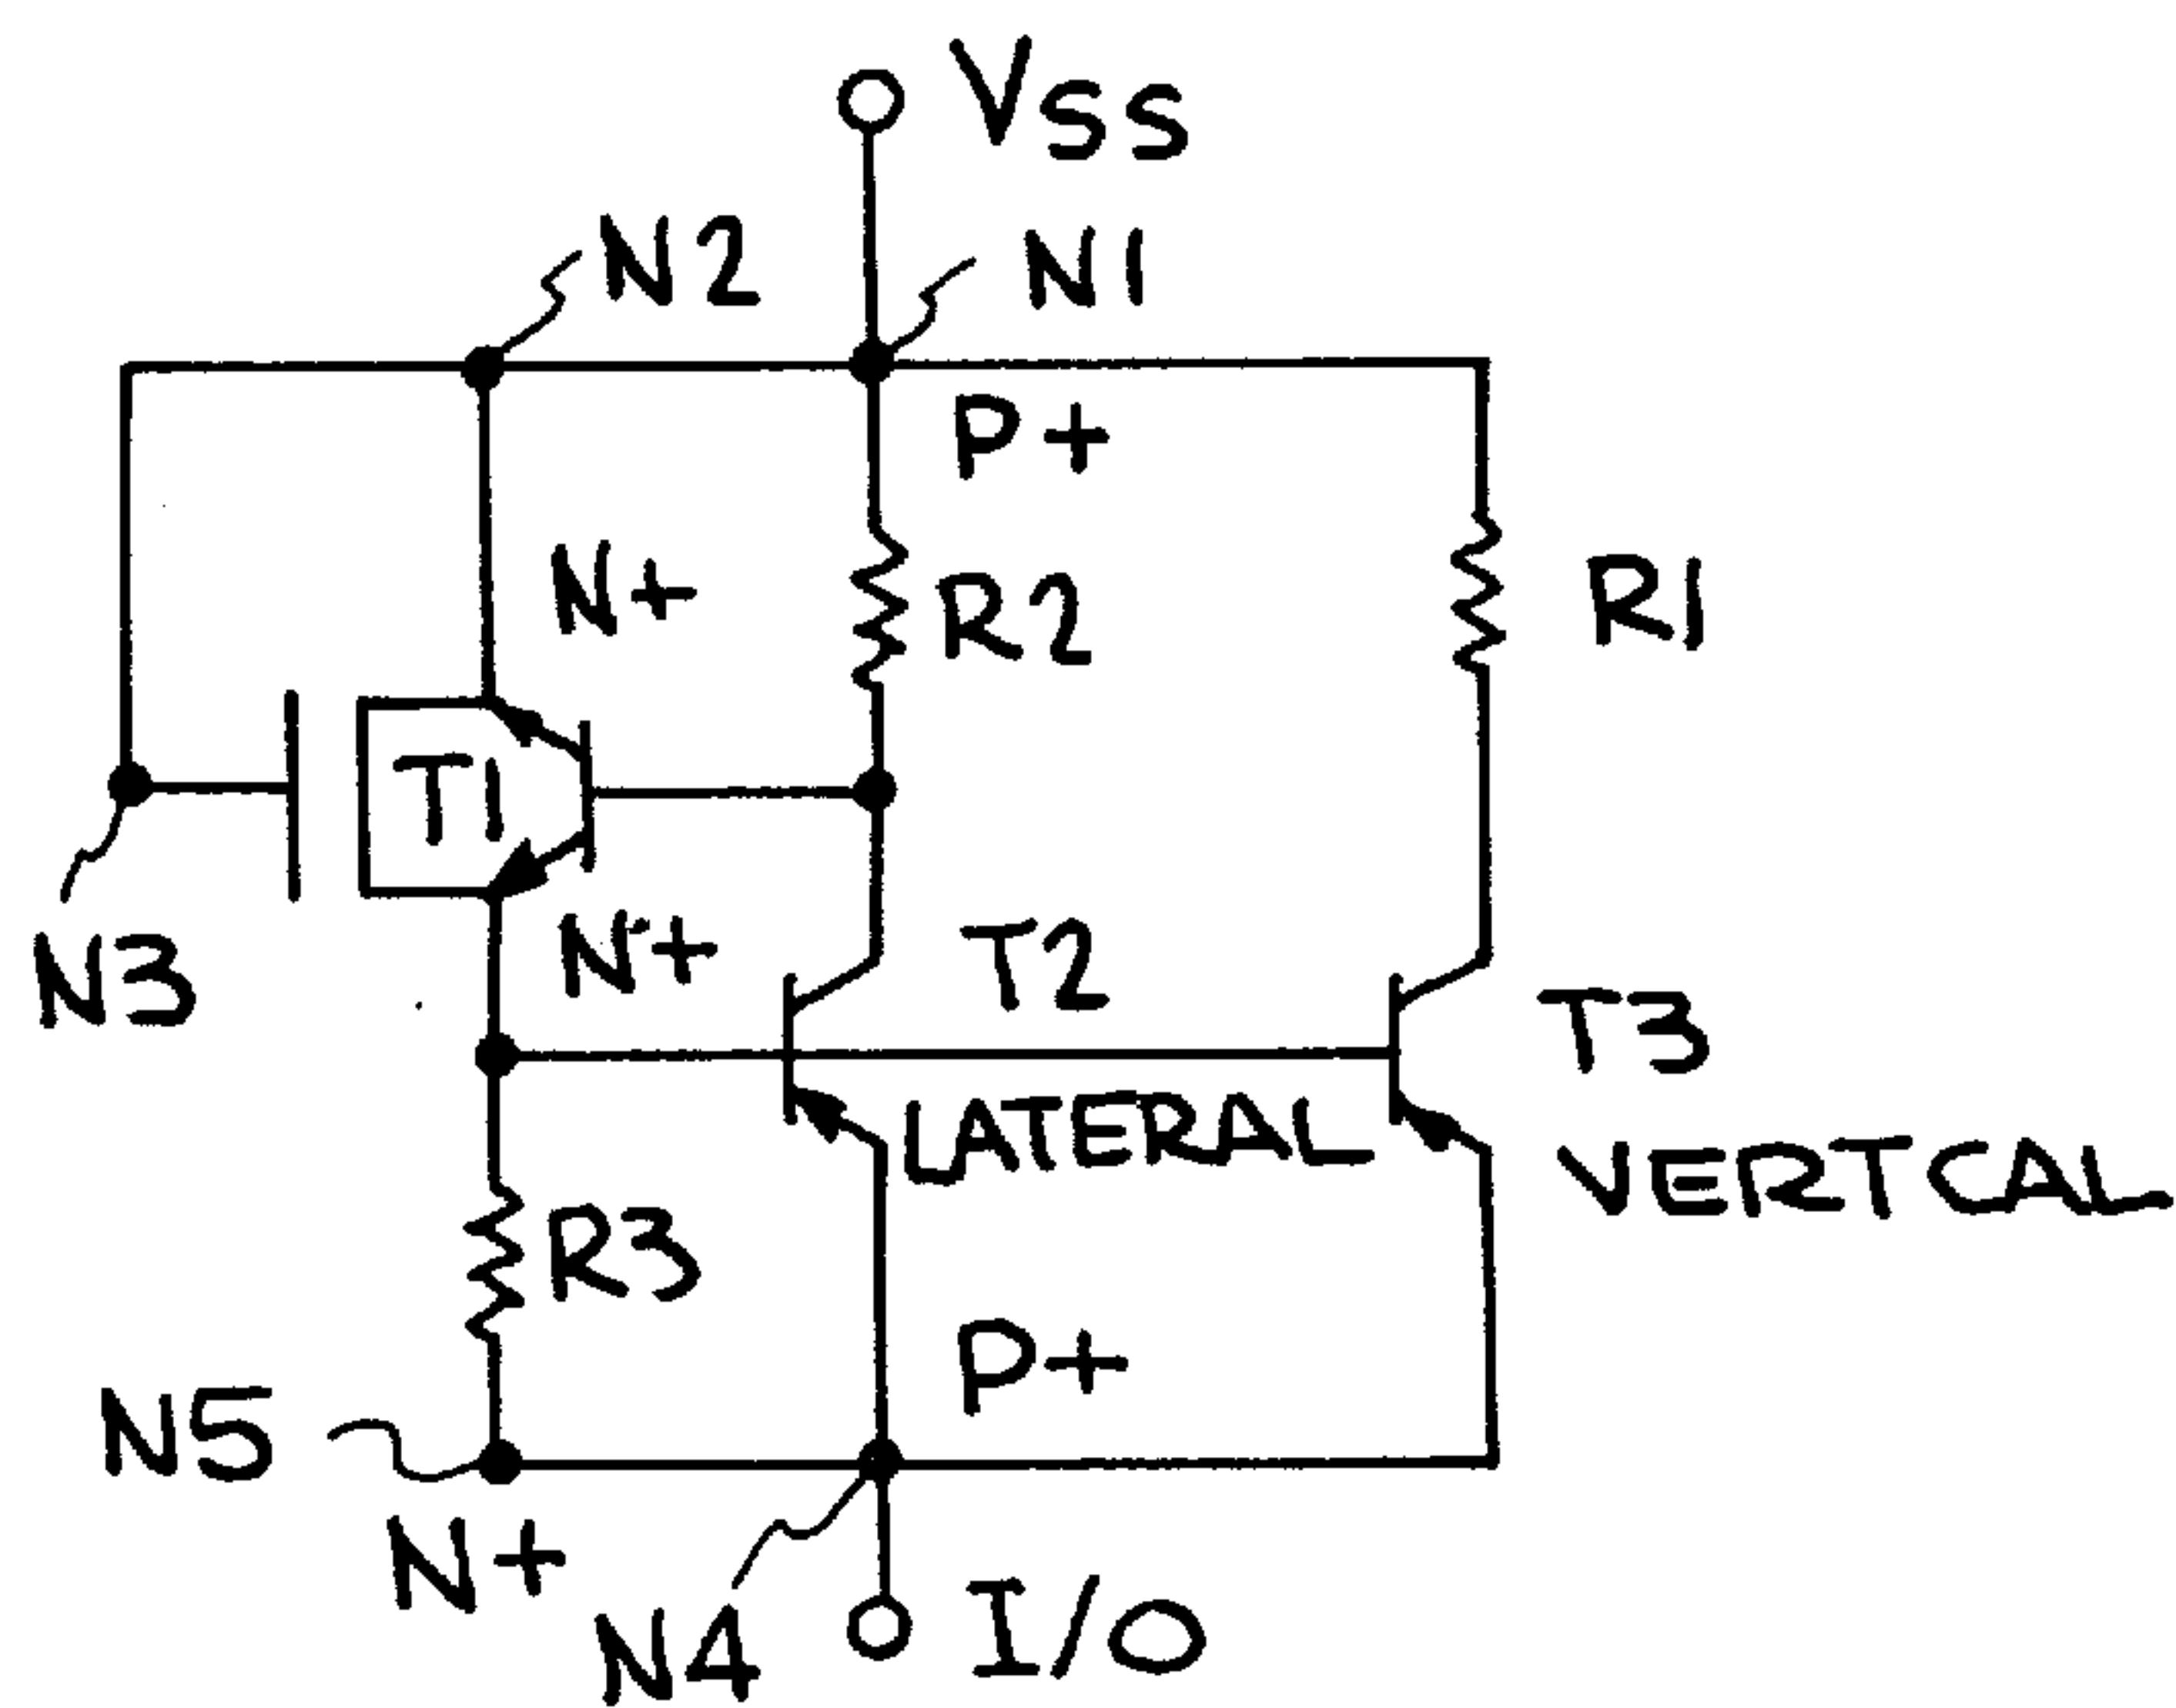 VSS
N2
N1
P+
N+
R2
R1
T1
N+
N3
T2
T3
LATERAL
VERTCAL
R3
P+
N5
N+
N4
I/O